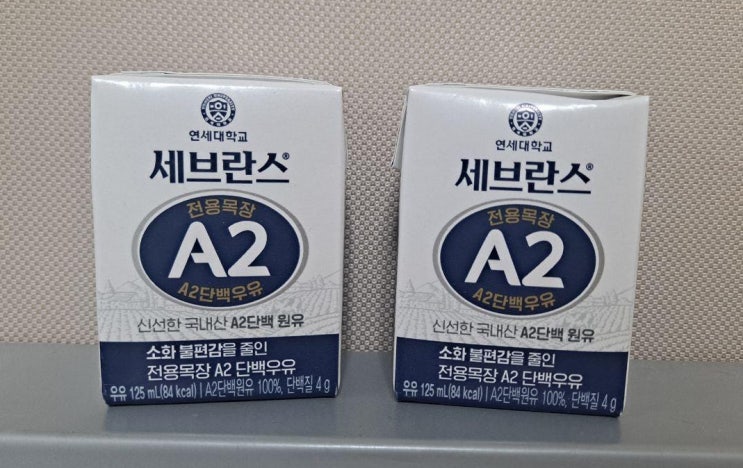 연세대학교
세브란스®
전용목장
A2
A2단백우유
신선한 국내산 A2단백 원유
소화 불편감을 줄인
전용목장 A2 단백우유
우유 125 mL(84 kcal) | A2단백원유 100%, 단백질 4 g
연세대학교
세브란스®
전용목장
A2
A2단백우유
신선한 국내산 A2단백 원유
소화 불편감을 줄인
전용목장 A2 단백우유
우유 125 mL(84 kcal) | A2단백원유 100%, 단백질 4 g